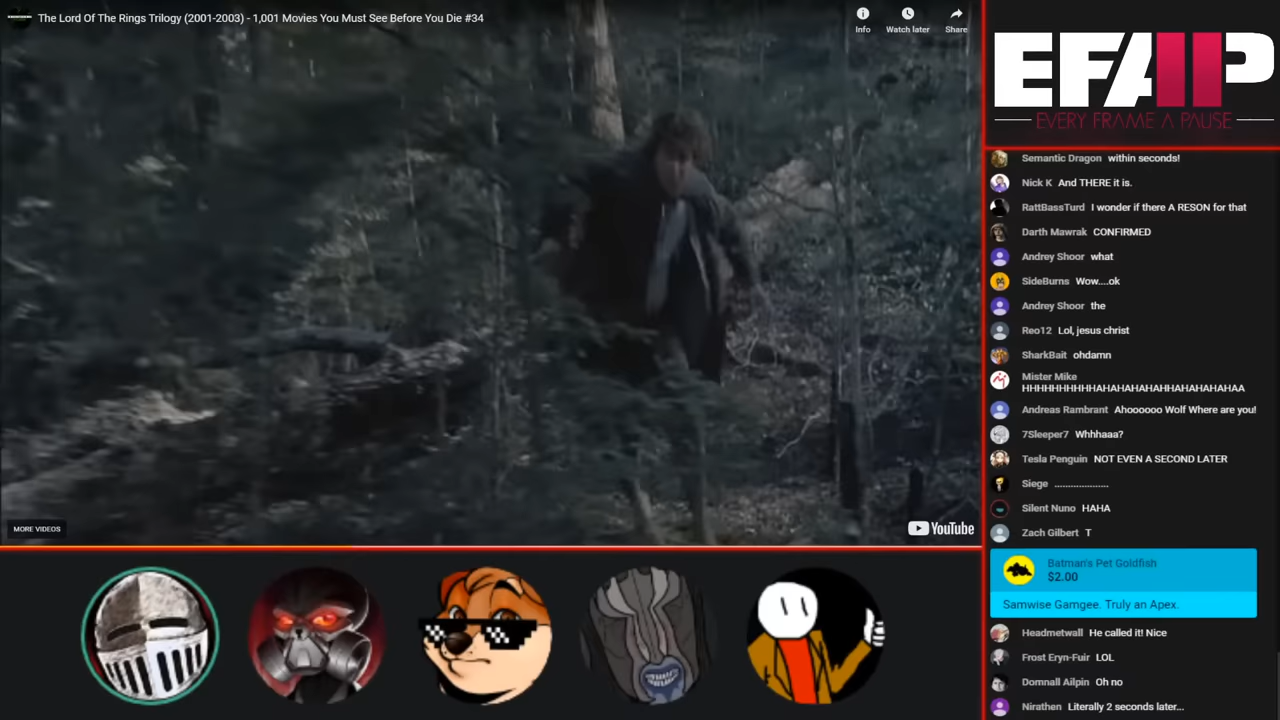 The Lord Of The Rings Trilogy (2001-2003) - 1,001 Movies You Must See Before You Die #34
Info
Watch later
Share
MORE VIDEOS
YouTube
EFAP
EVERY FRAME A PAUSE
Semantic Dragon within seconds!
Nick K And THERE it is.
RattBassTurd I wonder if there A RESON for that
Darth Mawrak CONFIRMED
Andrey Shoor what
SideBurns Wow....ok
Andrey Shoor the
Reo12 Lol, jesus christ
SharkBait ohdamn
Mister Mike
HHHHHHHHHHAHAHAHAHAHHAHAHAHAHAA
Andreas Rambrant Ahoooooo Wolf Where are you!
7Sleeper7 Whhhaaa?
Tesla Penguin NOT EVEN A SECOND LATER
Siege ....................
Silent Nuno HAHA
Zach Gilbert T
Batman's Pet Goldfish
$2.00
Samwise Gamgee. Truly an Apex.
Headmetwall He called it! Nice
Frost Eryn-Fuir LOL
Domnall Ailpin Oh no
Nirathen Literally 2 seconds later...